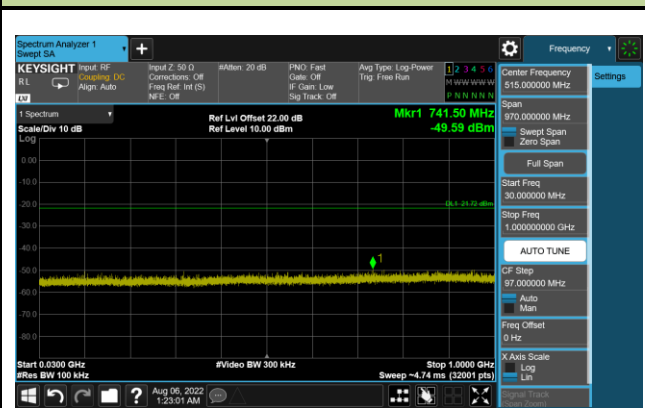 Spectrum Analyzer 1
Swept SA
+
Frequency
KEYSIGHT
RL
Input: RF
Coupling: DC
Align: Auto
Input Z: 50 Ω
Corrections: Off
Freq Ref: Int (S)
NFE: Off
#Atten: 20 dB
PNO: Fast
Gate: Off
IF Gain: Low
Sig Track: Off
Avg Type: Log-Power
Trig: Free Run
1 2 3 4 5 6
M W W W W W
P N N N N N
1 Spectrum
Scale/Div 10 dB
Log
Ref Lvl Offset 22.00 dB
Ref Level 10.00 dBm
Mkr1 741.50 MHz
-49.59 dBm
0.00
-10.0
-20.0
DL1 -21.72 dBm
-30.0
-40.0
1
-50.0
-60.0
-70.0
-80.0
Start 0.0300 GHz
#Res BW 100 kHz
#Video BW 300 kHz
Stop 1.0000 GHz
Sweep ~4.74 ms (32001 pts)
?
Aug 06, 2022
1:23:01 AM
Settings
Center Frequency
515.000000 MHz
Span
970.000000 MHz
Swept Span
Zero Span
Full Span
Start Freq
30.000000 MHz
Stop Freq
1.000000000 GHz
AUTO TUNE
CF Step
97.000000 MHz
Auto
Man
Freq Offset
0 Hz
X Axis Scale
Log
Lin
Signal Track
(Span Zoom)